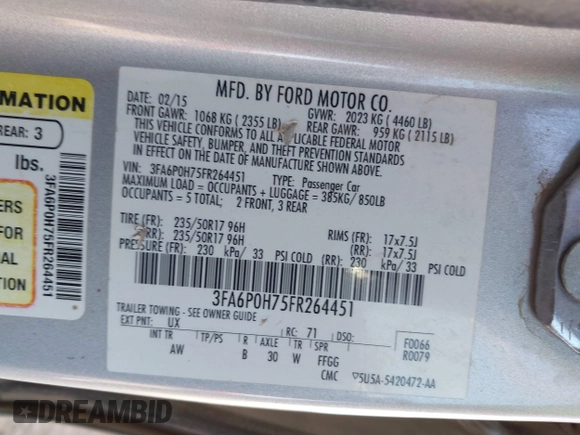 RMATION
REAR: 3
lbs.
ERS
FOR
AL
TION
3FA6P0H75FR264451
MFD. BY FORD MOTOR CO.
DATE: 02/15 GVWR: 2023 KG ( 4460 LB)
FRONT GAWR: 1068 KG ( 2355 LB) REAR GAWR: 959 KG ( 2115 LB)
THIS VEHICLE CONFORMS TO ALL APPLICABLE FEDERAL MOTOR
VEHICLE SAFETY, BUMPER, AND THEFT PREVENTION STANDARDS
IN EFFECT ON THE DATE OF MANUFACTURE SHOWN ABOVE.
VIN: 3FA6P0H75FR264451 TYPE: Passenger Car
MAXIMUM LOAD = OCCUPANTS + LUGGAGE = 385KG/ 850LB
OCCUPANTS = 5 TOTAL; 2 FRONT, 3 REAR
TIRE (FR): 235/50R17 96H RIMS (FR): 17x7.5J
(RR): 235/50R17 96H (RR): 17x7.5J
PRESSURE (FR): 230 kPa/ 33 PSI COLD (RR): 230 kPa/ 33 PSI COLD
3FA6P0H75FR264451
TRAILER TOWING - SEE OWNER GUIDE
EXT PNT: UX RC: 71 DSO: F0066
R0079
INT TR TP/PS R AXLE TR SPR
AW B 30 W FFGG
CMC 5U5A-5420472-AA
DREAMBID